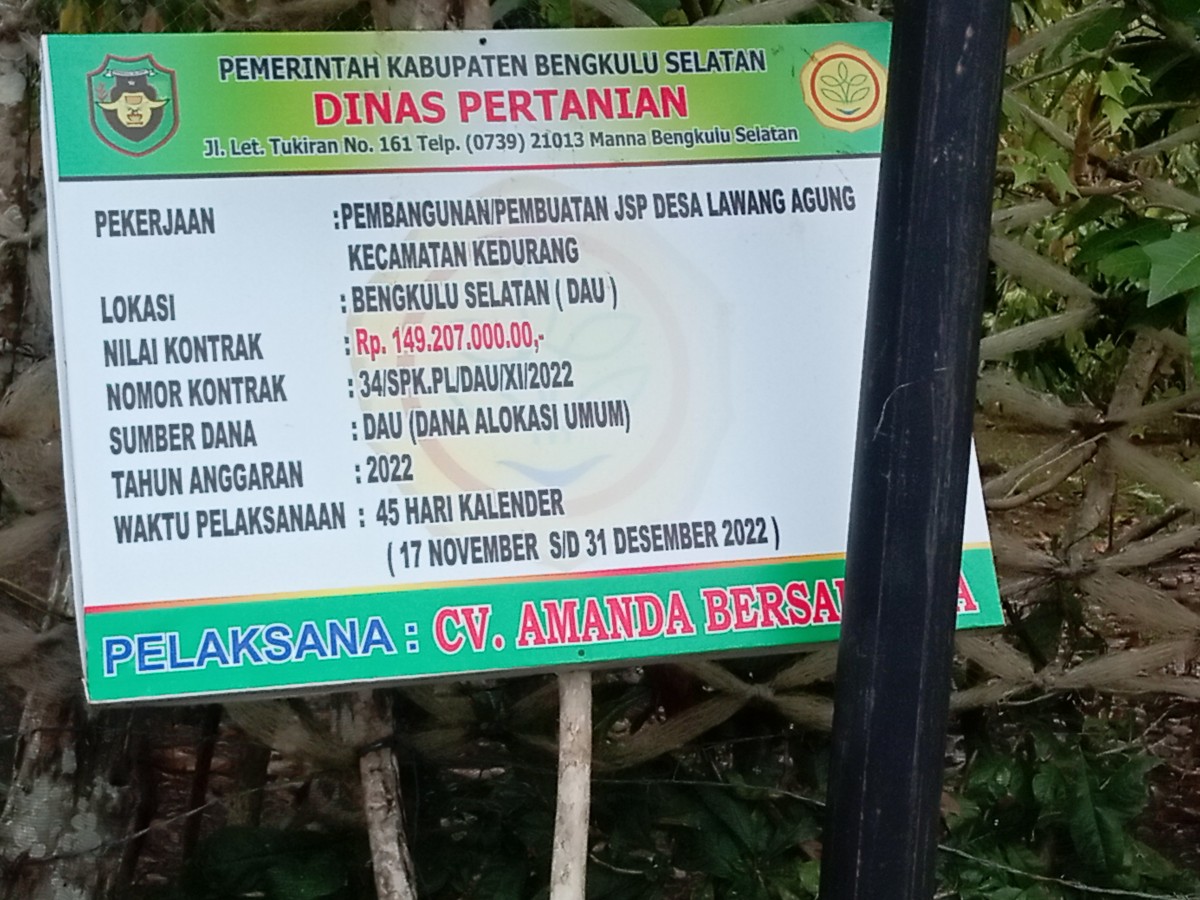 PEMERINTAH KABUPATEN BENGKULU SELATAN
DINAS PERTANIAN
Jl. Let. Tukiran No. 161 Telp. (0739) 21013 Manna Bengkulu Selatan
PEKERJAAN :PEMBANGUNAN/PEMBUATAN JSP DESA LAWANG AGUNG
KECAMATAN KEDURANG
LOKASI : BENGKULU SELATAN ( DAU )
NILAI KONTRAK : Rp. 149.207.000.00,-
NOMOR KONTRAK : 34/SPK.PL/DAU/XI/2022
SUMBER DANA : DAU (DANA ALOKASI UMUM)
TAHUN ANGGARAN : 2022
WAKTU PELAKSANAAN : 45 HARI KALENDER
( 17 NOVEMBER S/D 31 DESEMBER 2022 )
PELAKSANA : CV. AMANDA